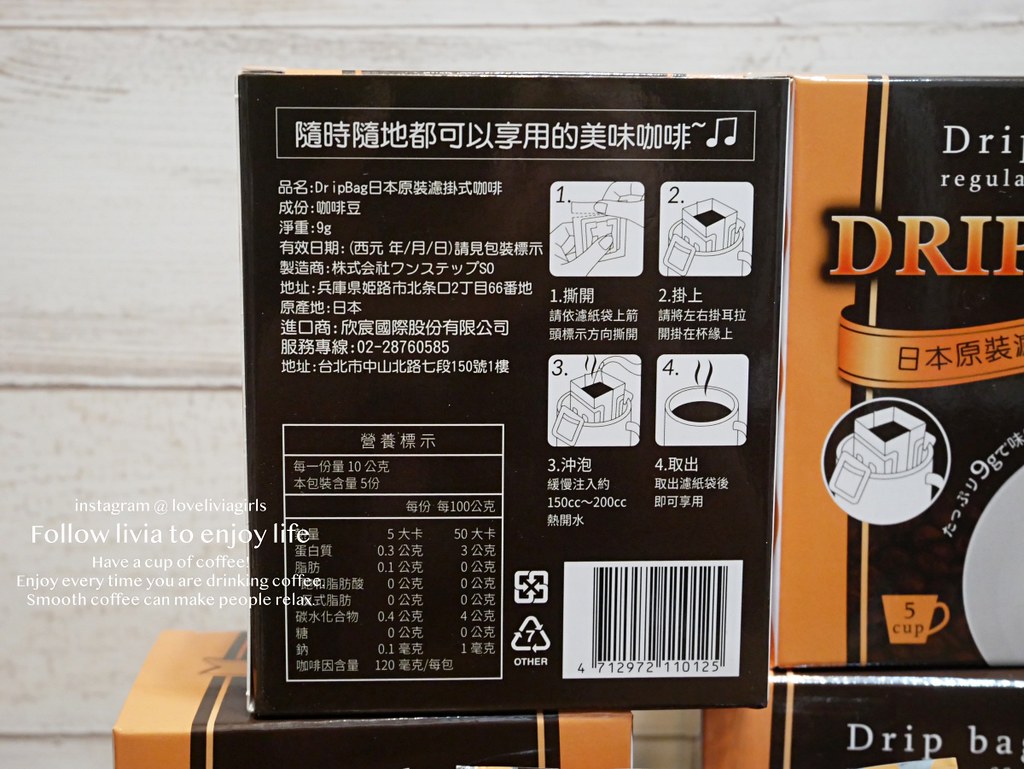 隨時隨地都可以享用的美味咖啡~♫
品名:DripBag日本原裝濾掛式咖啡
成份:咖啡豆
淨重:9g
有效日期:(西元 年/月/日)請見包裝標示
製造商:株式会社ワンステップSO
地址:兵庫県姫路市北条口2丁目66番地
原產地:日本
進口商:欣宸國際股份有限公司
服務專線:02-28760585
地址:台北市中山北路七段150號1樓
1.
2.
1.撕開
請依濾紙袋上箭
頭標示方向撕開
2.掛上
請將左右掛耳拉
開掛在杯緣上
3.
4.
3.沖泡
緩慢注入約
150cc~200cc
熱開水
4.取出
取出濾紙袋後
即可享用
營養標示
每一份量 10 公克
本包裝含量 5份
每份 每100公克
量 5 大卡 50 大卡
蛋白質 0.3 公克 3 公克
脂肪 0.1 公克 0 公克
和脂肪酸 0 公克 0 公克
式脂肪 0 公克 0 公克
碳水化合物 0.4 公克 4 公克
糖 0 公克 0 公克
鈉 0.1 毫克 1 毫克
咖啡因含量 120 毫克/每包
7
OTHER
4 712972 110125
instagram @ loveliviagirls
Follow livia to enjoy life
Have a cup of coffee!
Enjoy every time you are drinking coffee.
Smooth coffee can make people relax.
Drip
regula
DRIP
日本原裝濾
たっぷり9gで味
5
cup
Drip bag